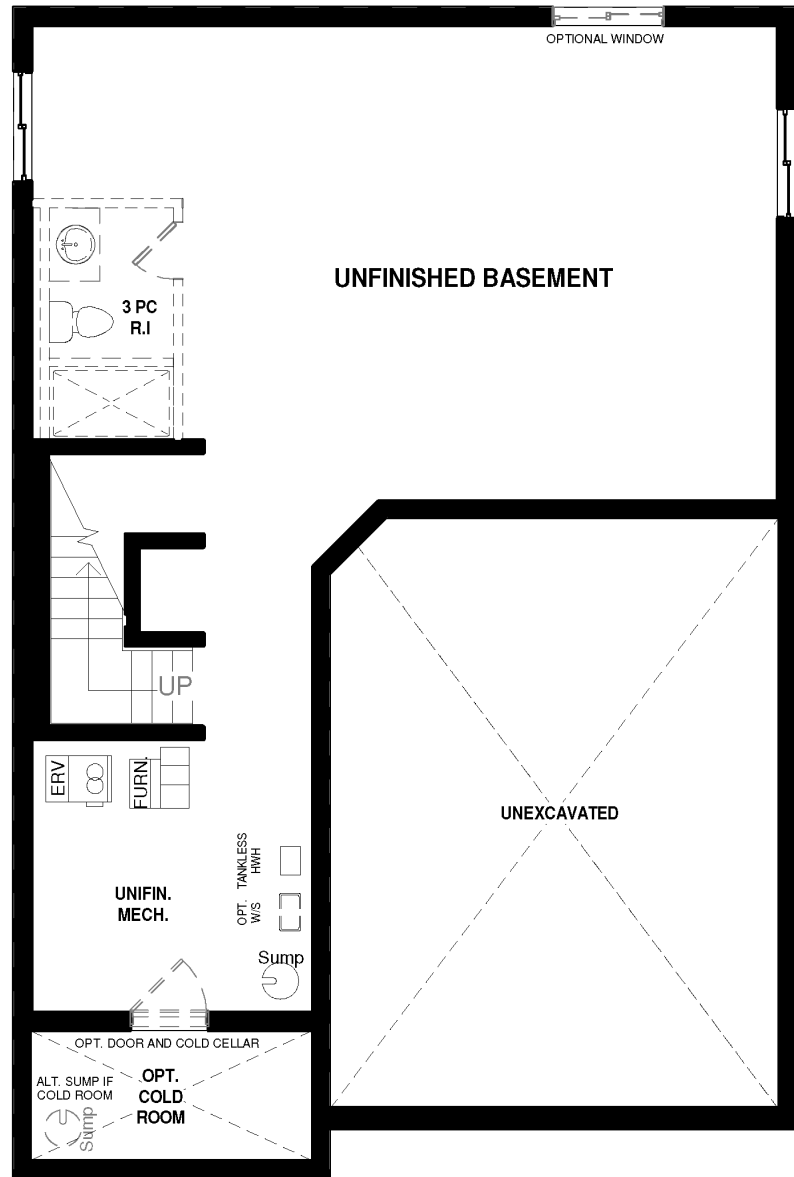 OPTIONAL WINDOW
UNFINISHED BASEMENT
3 PC
R.I
UP
ERV
FURN.
UNEXCAVATED
TANKLESS
HWH
OPT.
W/S
UNIFIN.
MECH.
Sump
OPT. DOOR AND COLD CELLAR
ALT. SUMP IF
COLD ROOM
OPT.
COLD
ROOM
Sump